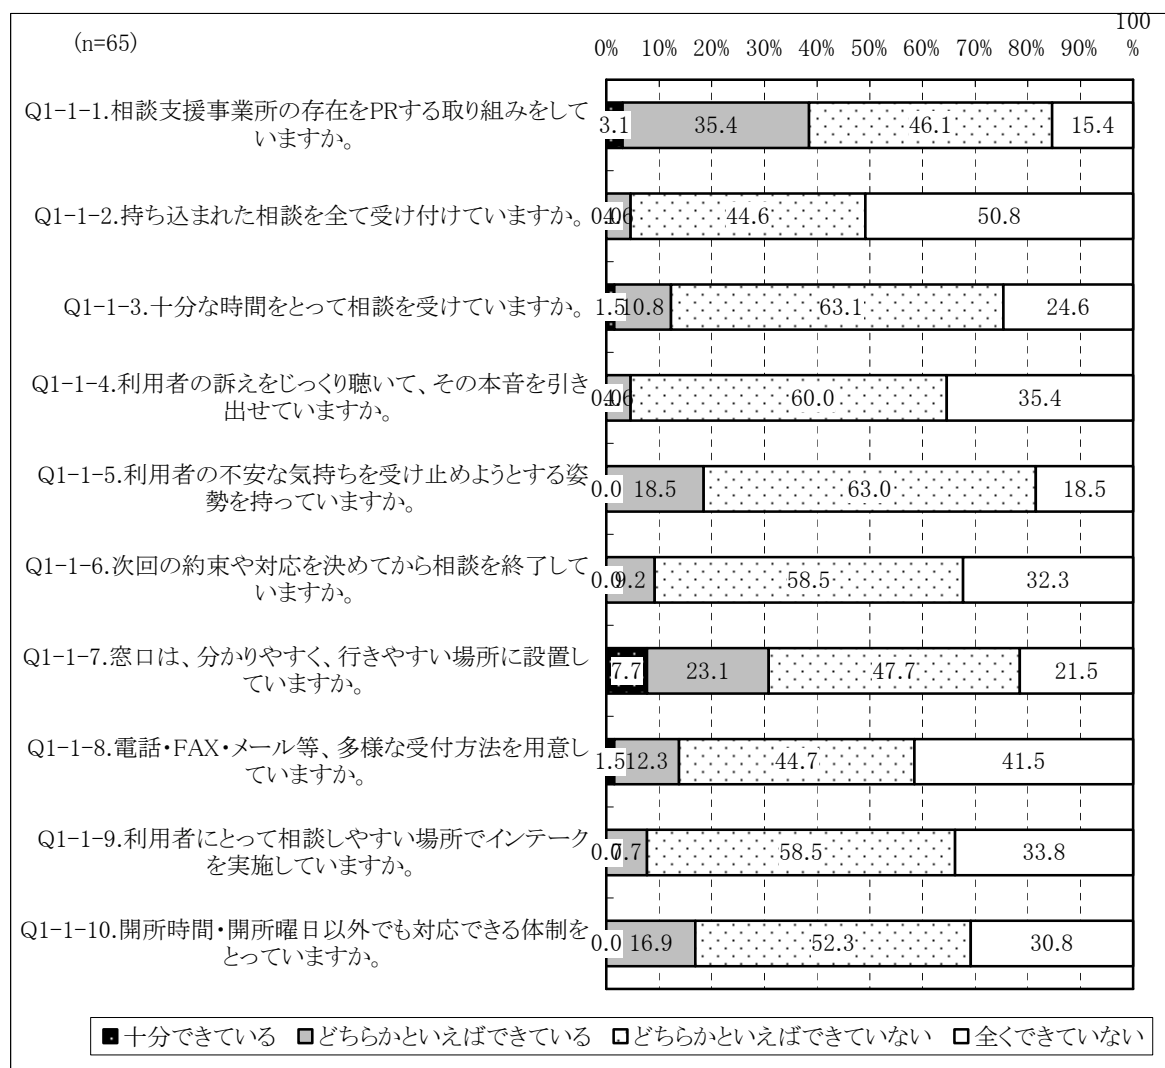 (n=65)
0% 10% 20% 30% 40% 50% 60% 70% 80% 90% 100
%
Q1-1-1.相談支援事業所の存在をPRする取り組みをして
いますか。
3.1 35.4 46.1 15.4
Q1-1-2.持ち込まれた相談を全て受け付けていますか。
0.0 4.6 44.6 50.8
Q1-1-3.十分な時間をとって相談を受けていますか。
1.5 10.8 63.1 24.6
Q1-1-4.利用者の訴えをじっくり聴いて、その本音を引き
出せていますか。
0.0 4.6 60.0 35.4
Q1-1-5.利用者の不安な気持ちを受け止めようとする姿
勢を持っていますか。
0.0 18.5 63.0 18.5
Q1-1-6.次回の約束や対応を決めてから相談を終了して
いますか。
0.0 9.2 58.5 32.3
Q1-1-7.窓口は、分かりやすく、行きやすい場所に設置し
ていますか。
7.7 23.1 47.7 21.5
Q1-1-8.電話・FAX・メール等、多様な受付方法を用意し
ていますか。
1.5 12.3 44.7 41.5
Q1-1-9.利用者にとって相談しやすい場所でインテーク
を実施していますか。
0.0 7.7 58.5 33.8
Q1-1-10.開所時間・開所曜日以外でも対応できる体制を
とっていますか。
0.0 16.9 52.3 30.8
十分できている どちらかといえばできている どちらかといえばできていない 全くできていない